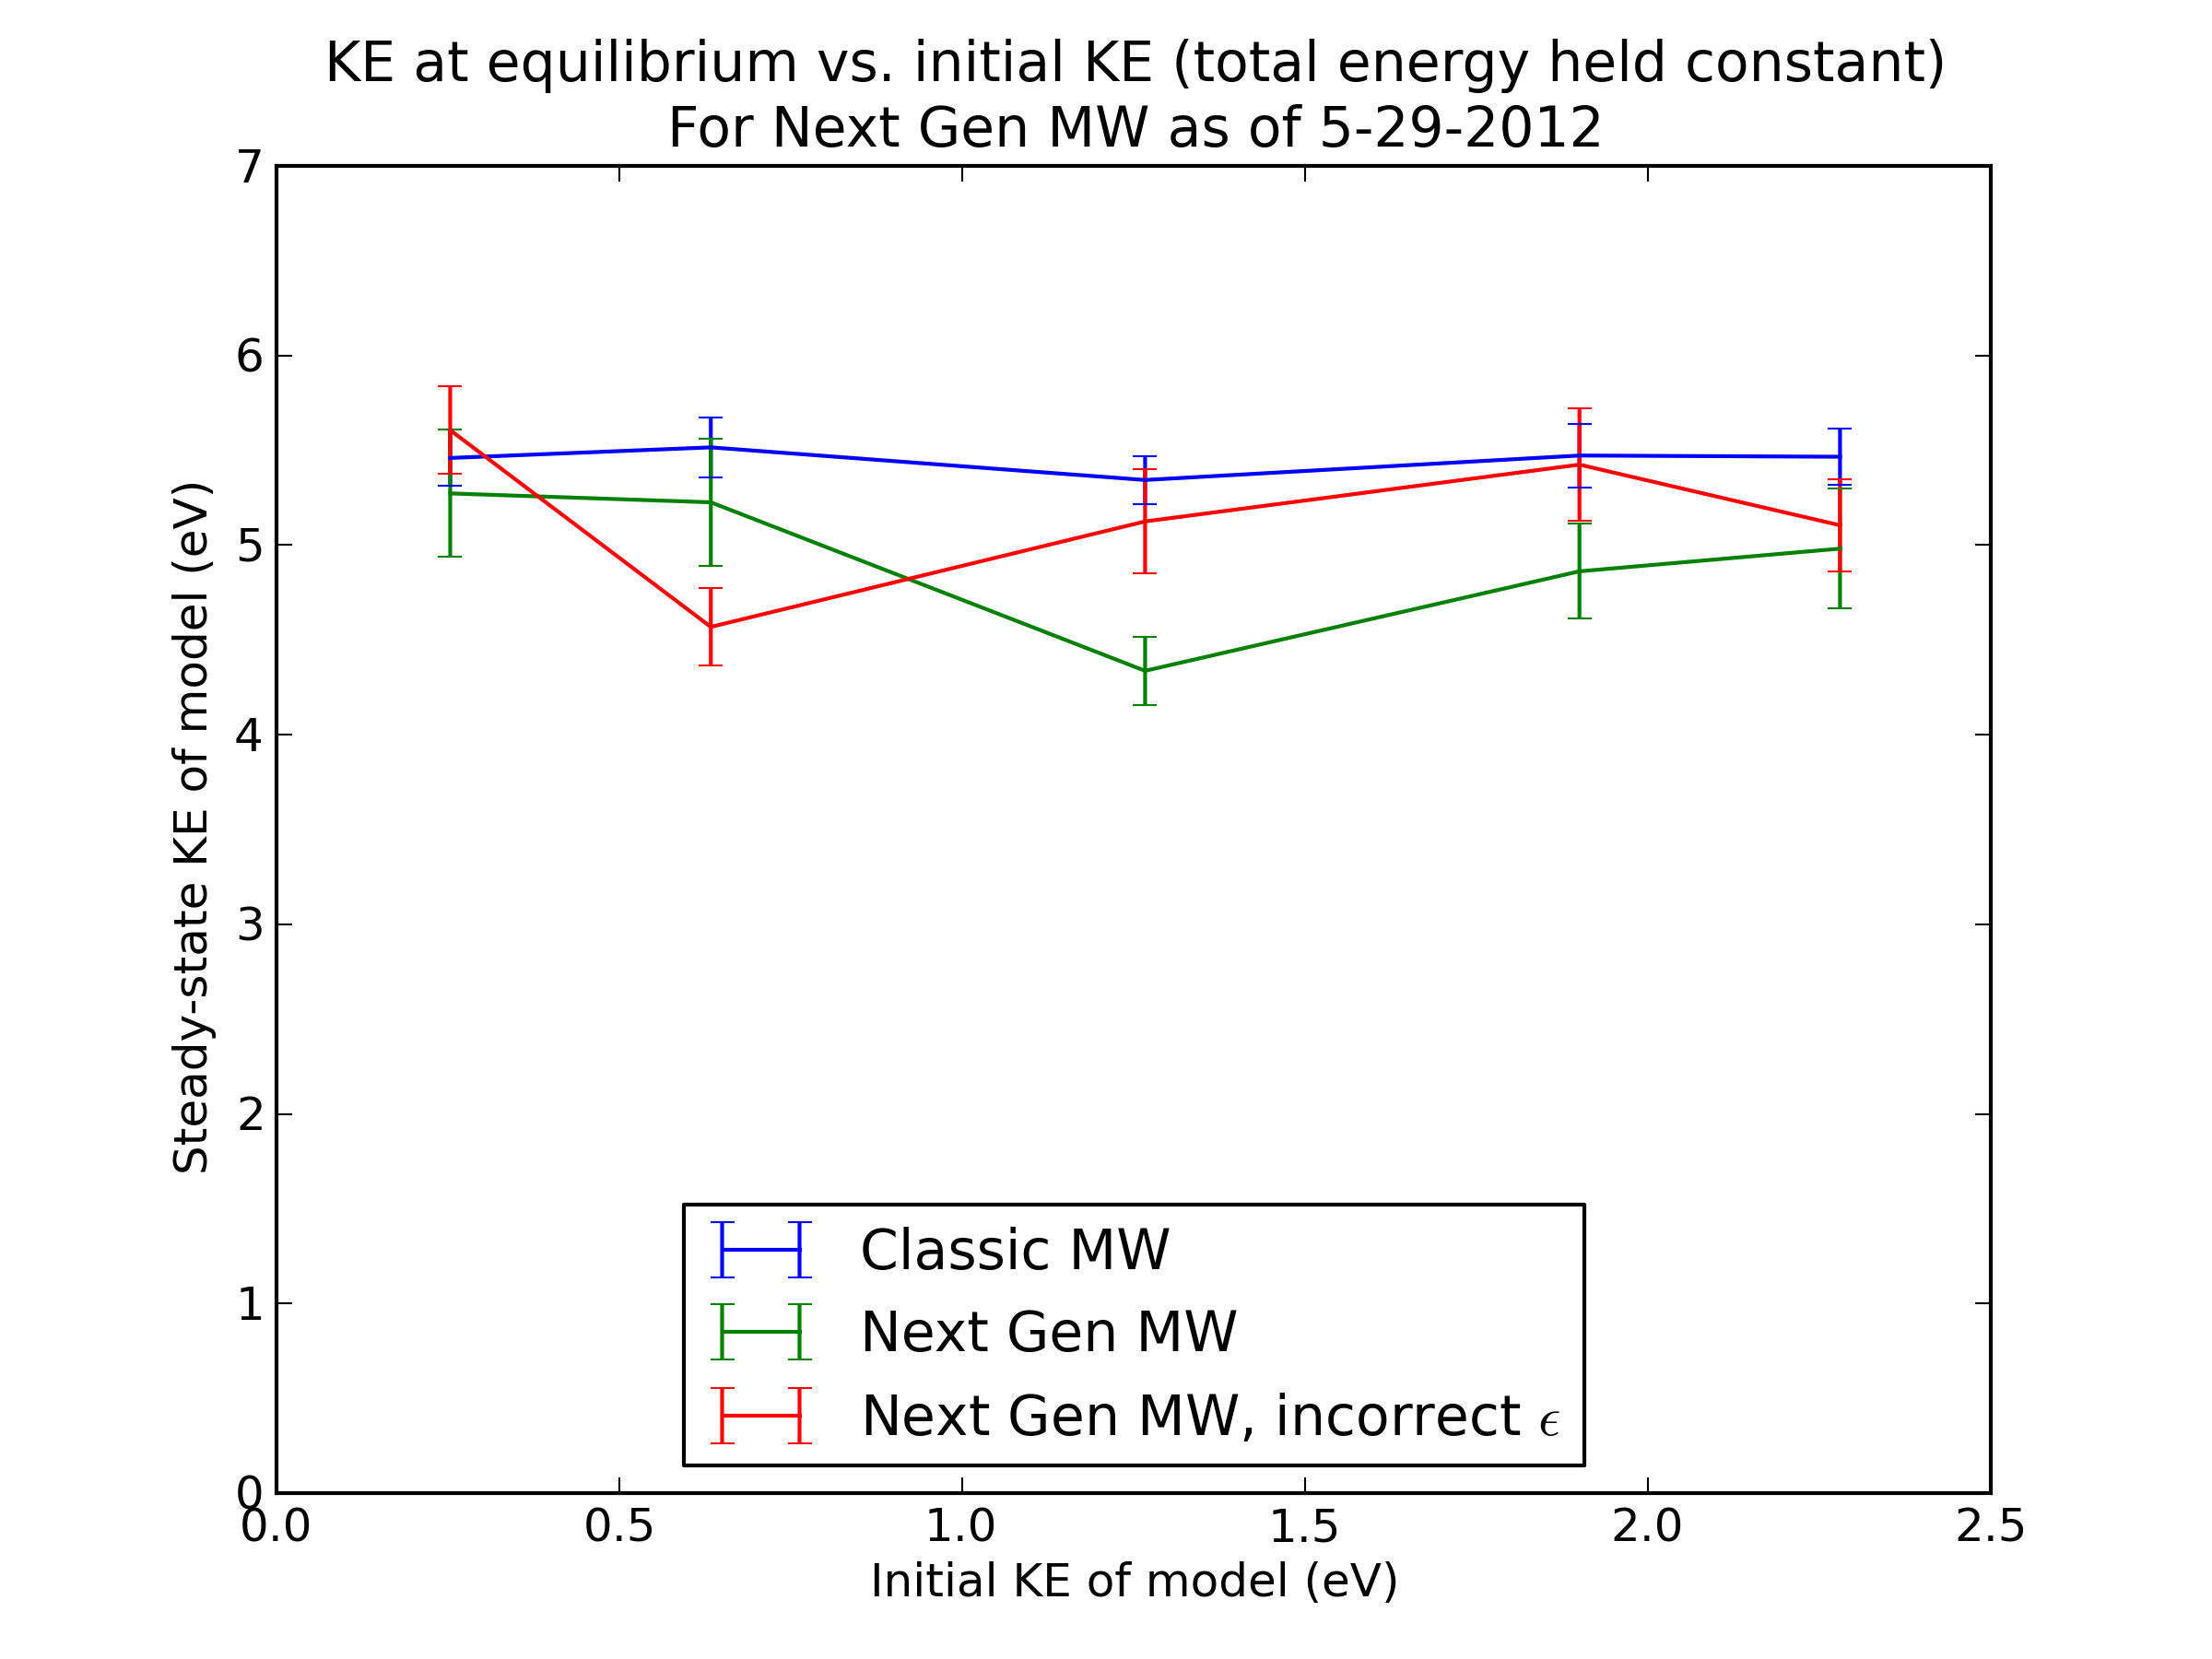 KE at equilibrium vs. initial KE (total energy held constant)
For Next Gen MW as of 5-29-2012
7
6
5
4
3
2
1
0
Steady-state KE of model (eV)
Classic MW
Next Gen MW
Next Gen MW, incorrect ϵ
0.0 0.5 1.0 1.5 2.0 2.5
Initial KE of model (eV)